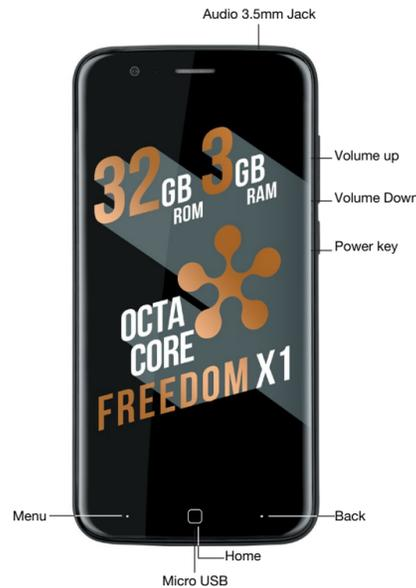 Audio 3.5mm Jack
32GB ROM
3GB RAM
Volume up
Volume Down
Power key
OCTA
CORE
FREEDOM X1
Menu
Back
Home
Micro USB